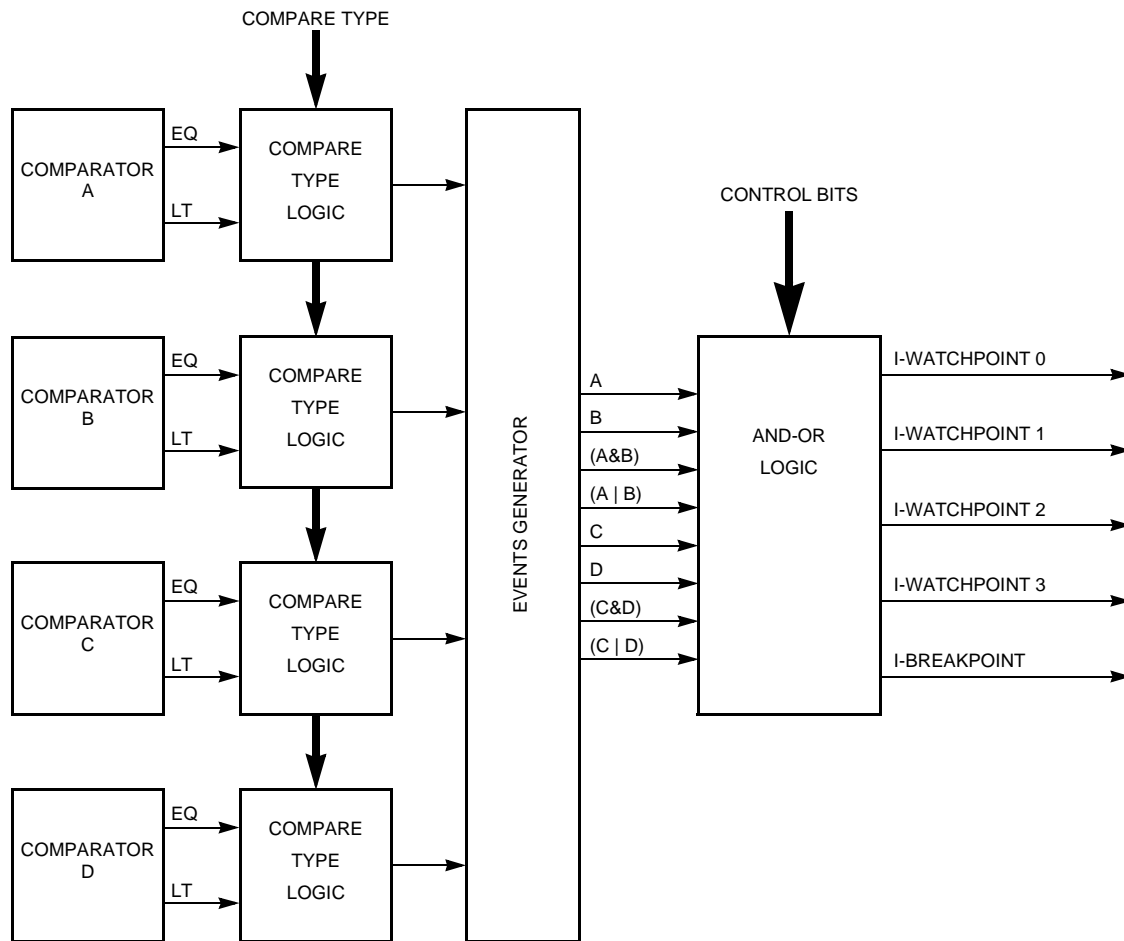 COMPARE TYPE
COMPARATOR
A
EQ
LT
COMPARE
TYPE
LOGIC
COMPARATOR
B
EQ
LT
COMPARE
TYPE
LOGIC
COMPARATOR
C
EQ
LT
COMPARE
TYPE
LOGIC
COMPARATOR
D
EQ
LT
COMPARE
TYPE
LOGIC
EVENTS GENERATOR
A
B
(A&B)
(A | B)
C
D
(C&D)
(C | D)
CONTROL BITS
AND-OR
LOGIC
I-WATCHPOINT 0
I-WATCHPOINT 1
I-WATCHPOINT 2
I-WATCHPOINT 3
I-BREAKPOINT